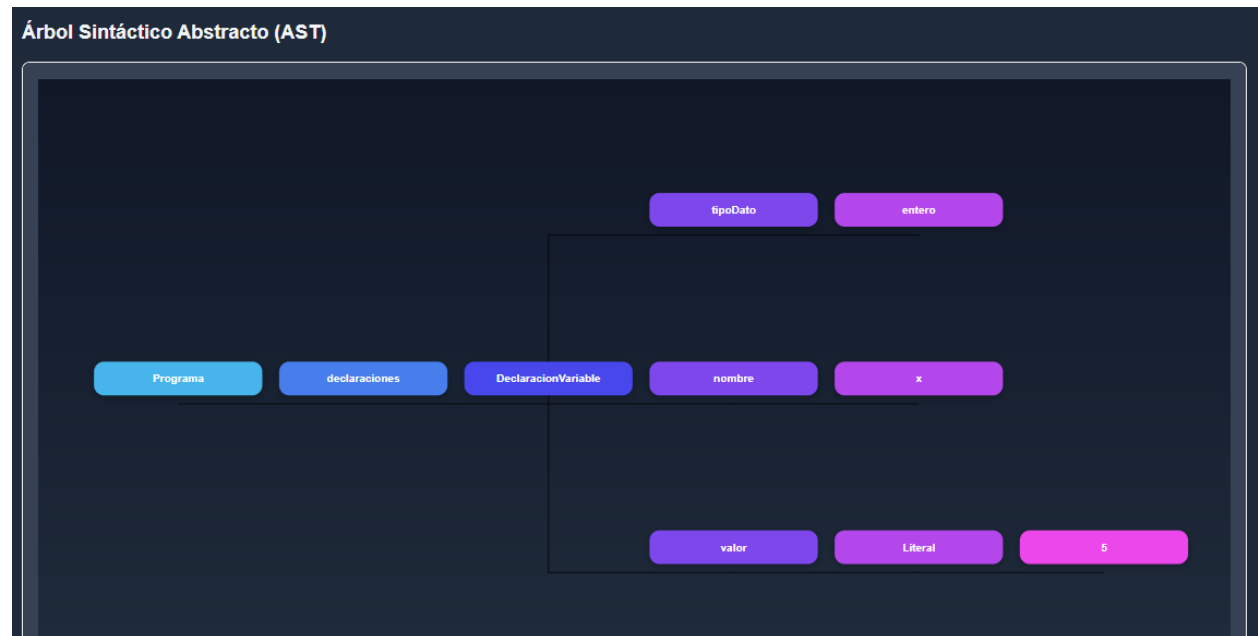 Árbol Sintáctico Abstracto (AST)
tipoDato entero
Programa declaraciones DeclaracionVariable nombre x
valor Literal 5